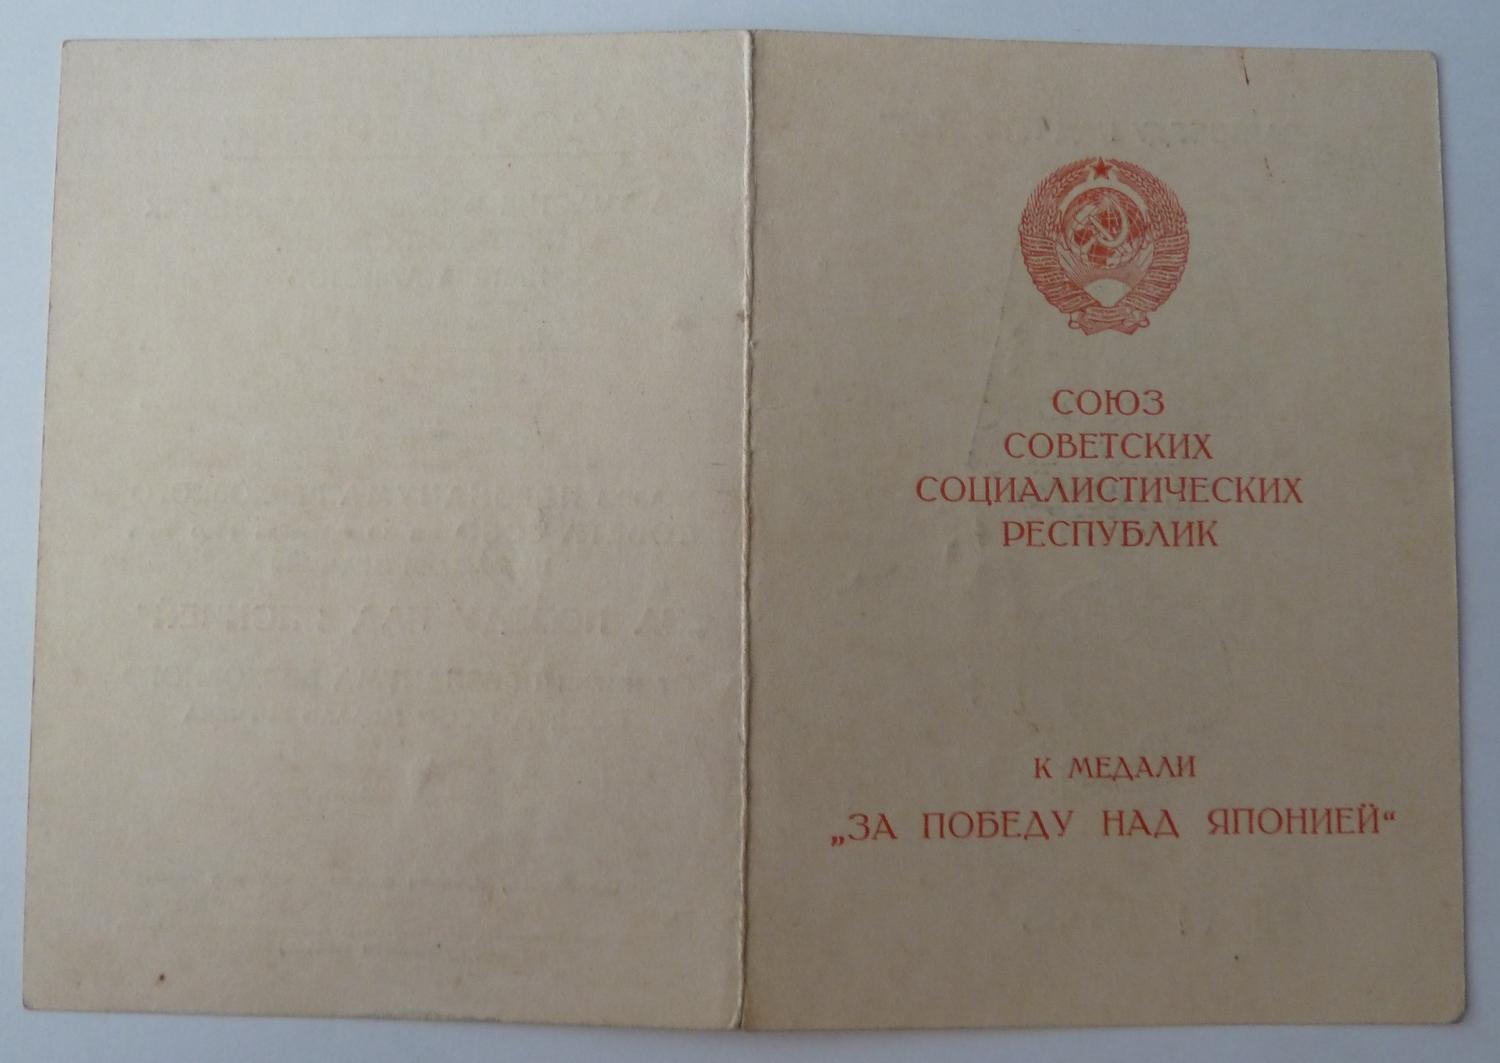 СОЮЗ
СОВЕТСКИХ
СОЦИАЛИСТИЧЕСКИХ
РЕСПУБЛИК
К МЕДАЛИ
„ЗА ПОБЕДУ НАД ЯПОНИЕЙ“